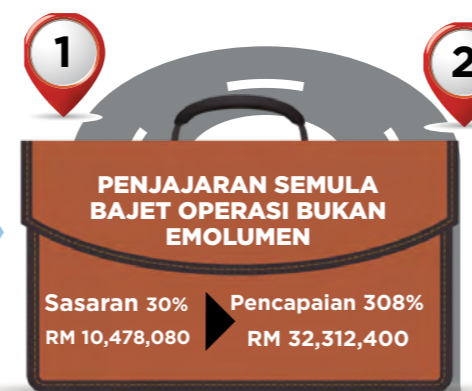 1
2
PENJAJARAN SEMULA
BAJET OPERASI BUKAN
EMOLUMEN
Sasaran 30%
RM 10,478,080
Pencapaian 308%
RM 32,312,400